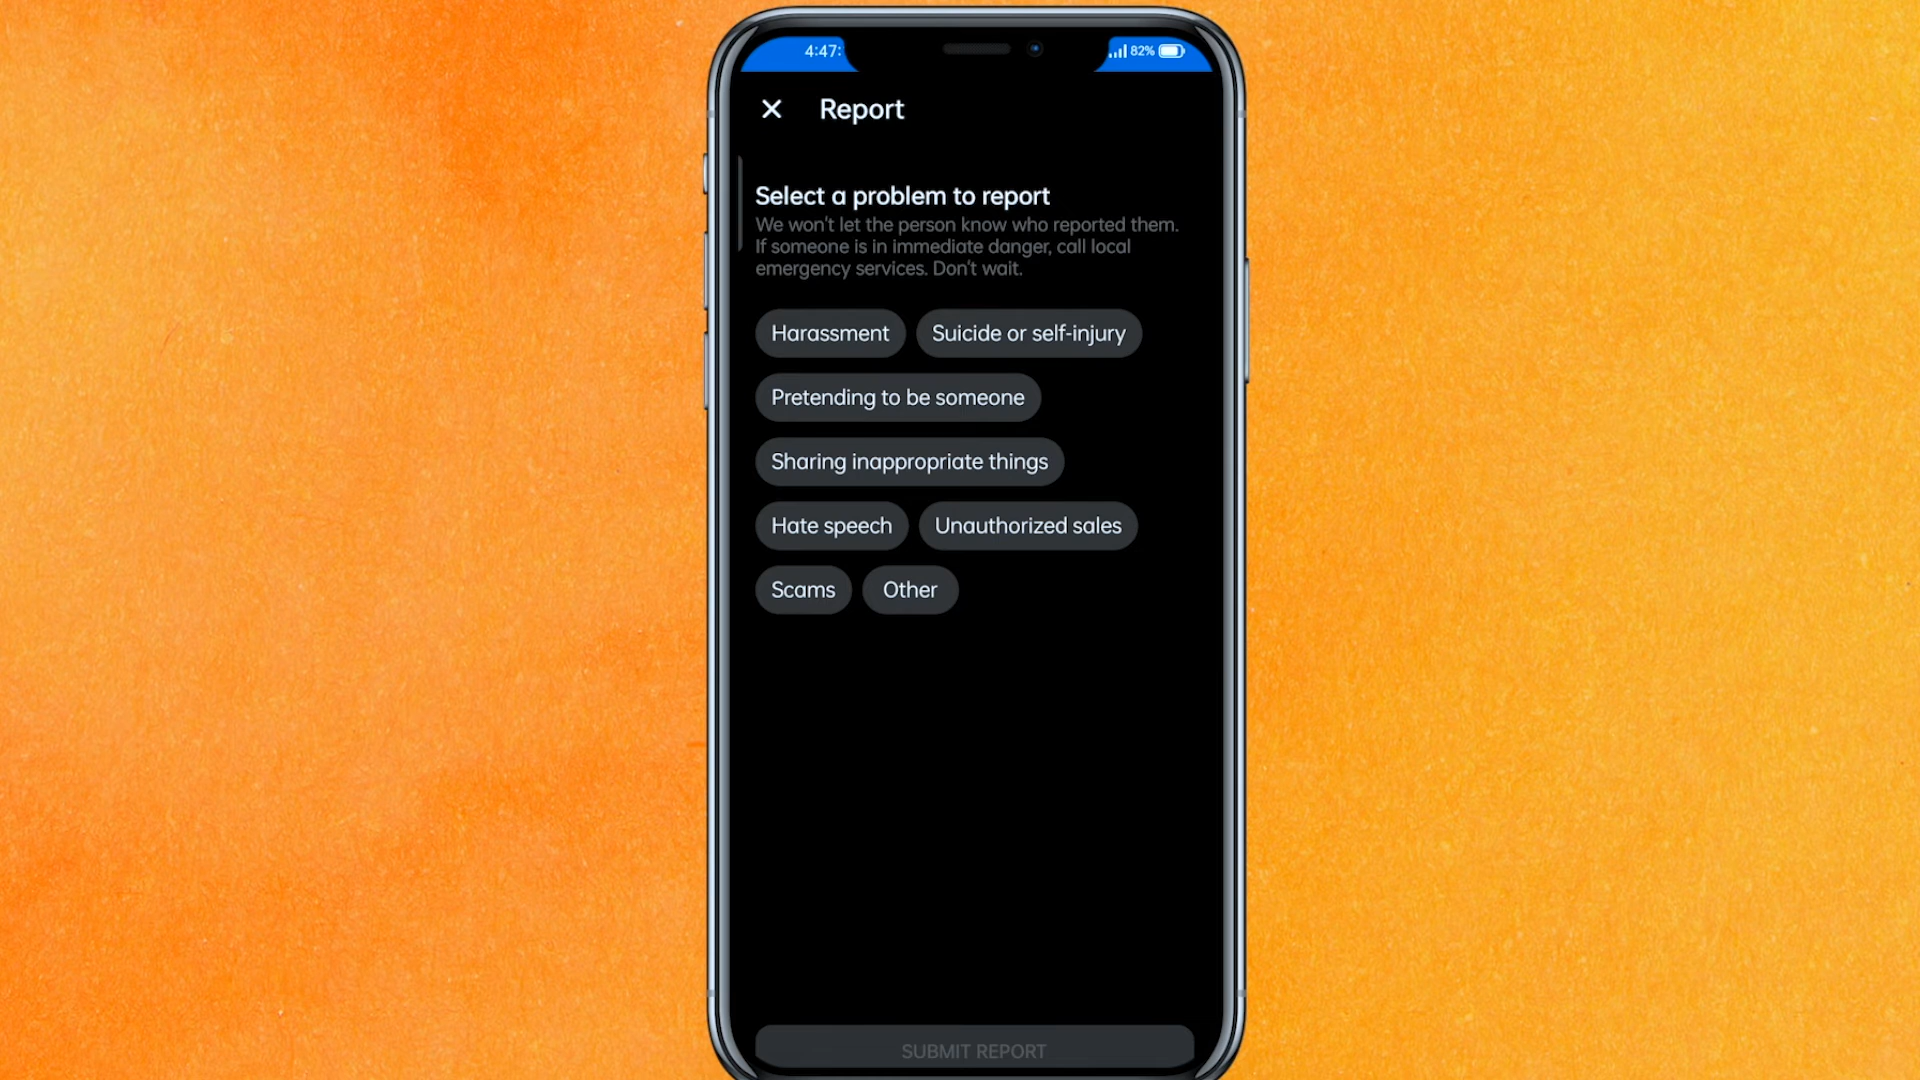 4:47:
82%
Report
Select a problem to report
We won't let the person know who reported them.
If someone is in immediate danger, call local
emergency services. Don't wait.
Harassment
Suicide or self-injury
Pretending to be someone
Sharing inappropriate things
Hate speech
Unauthorized sales
Scams
Other
SUBMIT REPORT